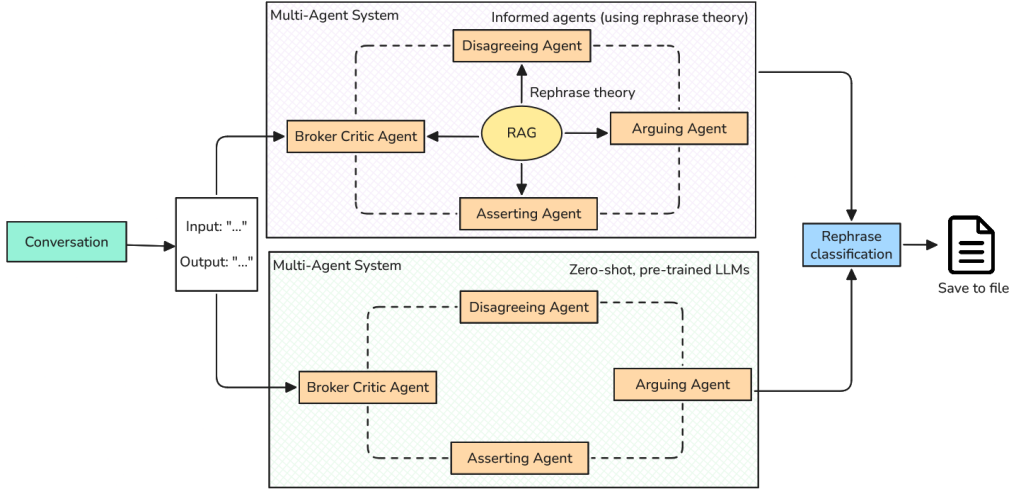 Multi-Agent System
Informed agents (using rephrase theory)
Disagreeing Agent
Rephrase theory
Broker Critic Agent
RAG
Arguing Agent
Asserting Agent
Conversation
Input: "..."
Output: "..."
Multi-Agent System
Zero-shot, pre-trained LLMs
Disagreeing Agent
Broker Critic Agent
Arguing Agent
Asserting Agent
Rephrase
classification
Save to file